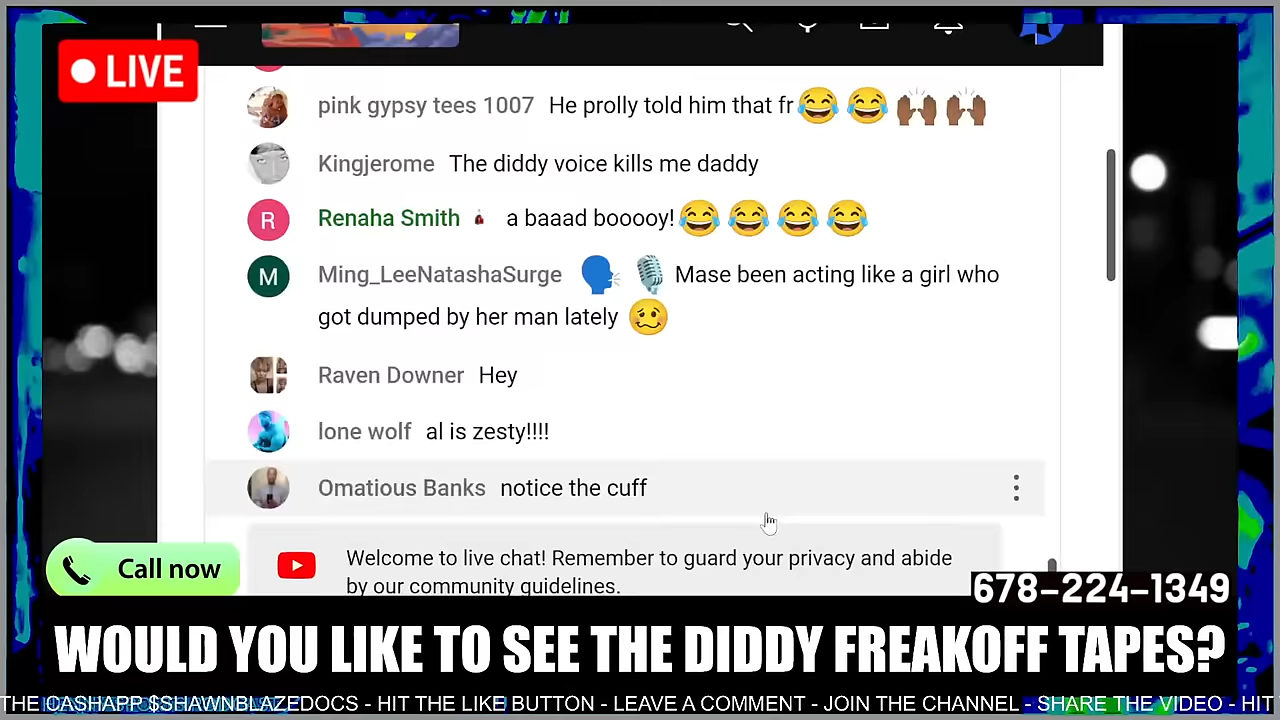 LIVE
pink gypsy tees 1007 He prolly told him that fr😂😂🙌🏾🙌🏾
Kingjerome The diddy voice kills me daddy
R Renaha Smith a baaad booooy!😂😂😂😂
M Ming_LeeNatashaSurge 🗣️🎙️ Mase been acting like a girl who
got dumped by her man lately 🥴
Raven Downer Hey
lone wolf al is zesty!!!!
Omatious Banks notice the cuff
Welcome to live chat! Remember to guard your privacy and abide
by our community guidelines.
Call now
678-224-1349
WOULD YOU LIKE TO SEE THE DIDDY FREAKOFF TAPES?
THE CASHAPP $SHAWNBLAZEDOCS - HIT THE LIKE BUTTON - LEAVE A COMMENT - JOIN THE CHANNEL - SHARE THE VIDEO - HIT